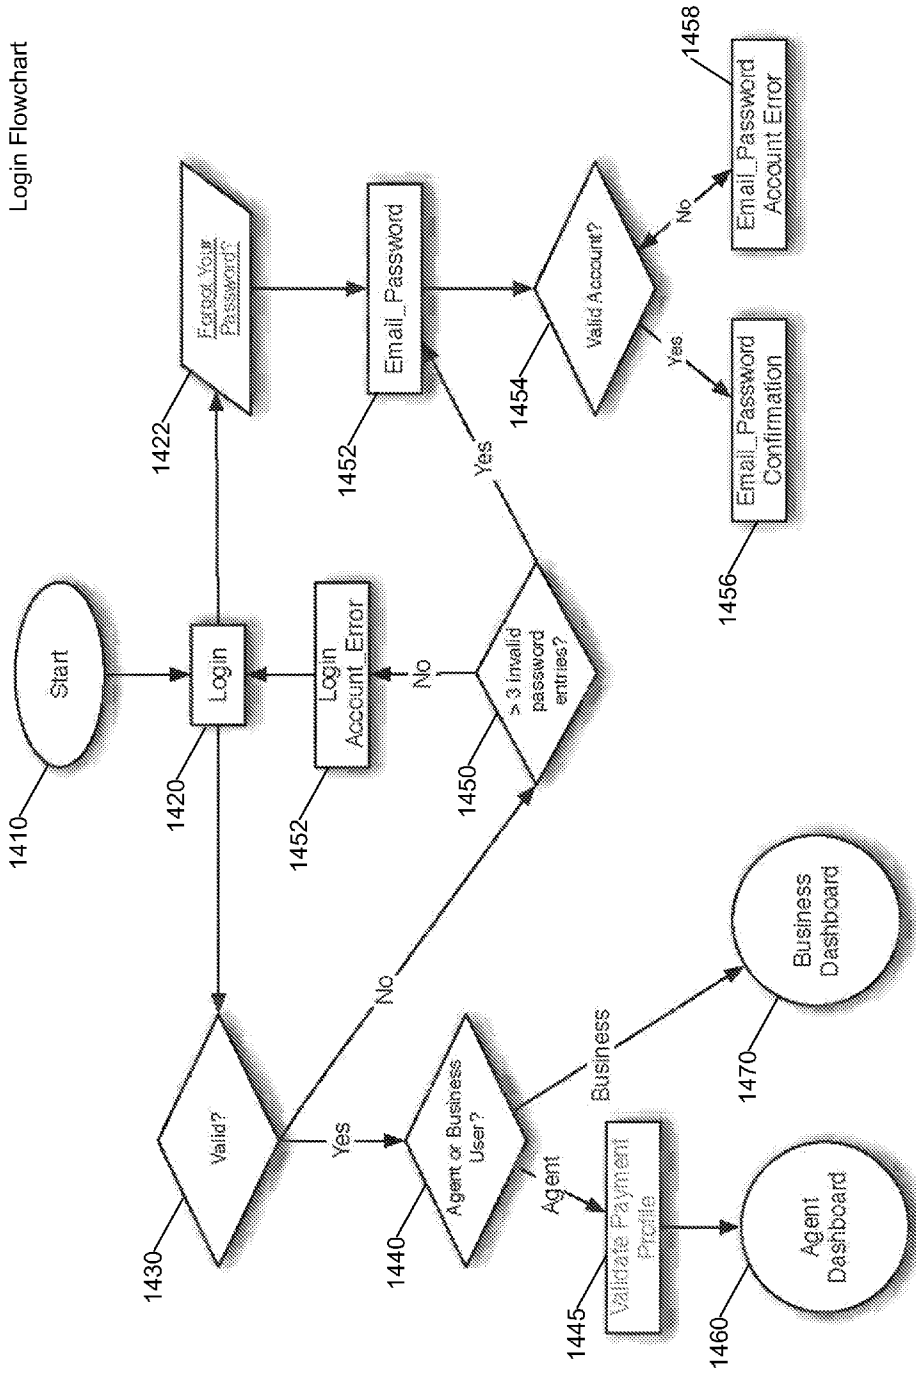 Login Flowchart
1410
Start
1420
Login
1422
Forgot Your
Password?
1430
Valid?
1452
Login
Account_Error
1452
Email_Password
No
Yes
No
Yes
1440
Agent or Business
User?
1450
> 3 Invalid
password
entries?
1454
Valid Account?
Agent
Business
Yes
No
1445
Validate Payment
Profile
1456
Email_Password
Confirmation
1458
Email_Password
Account Error
1460
Agent
Dashboard
1470
Business
Dashboard